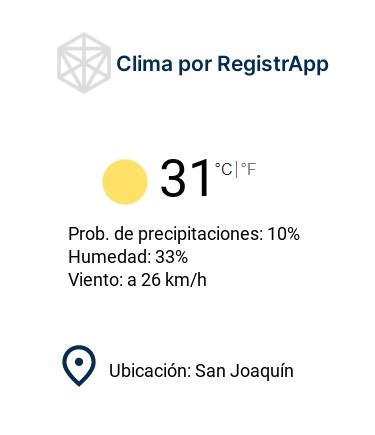 Clima por RegistrApp
31 °C|°F
Prob. de precipitaciones: 10%
Humedad: 33%
Viento: a 26 km/h
Ubicación: San Joaquín